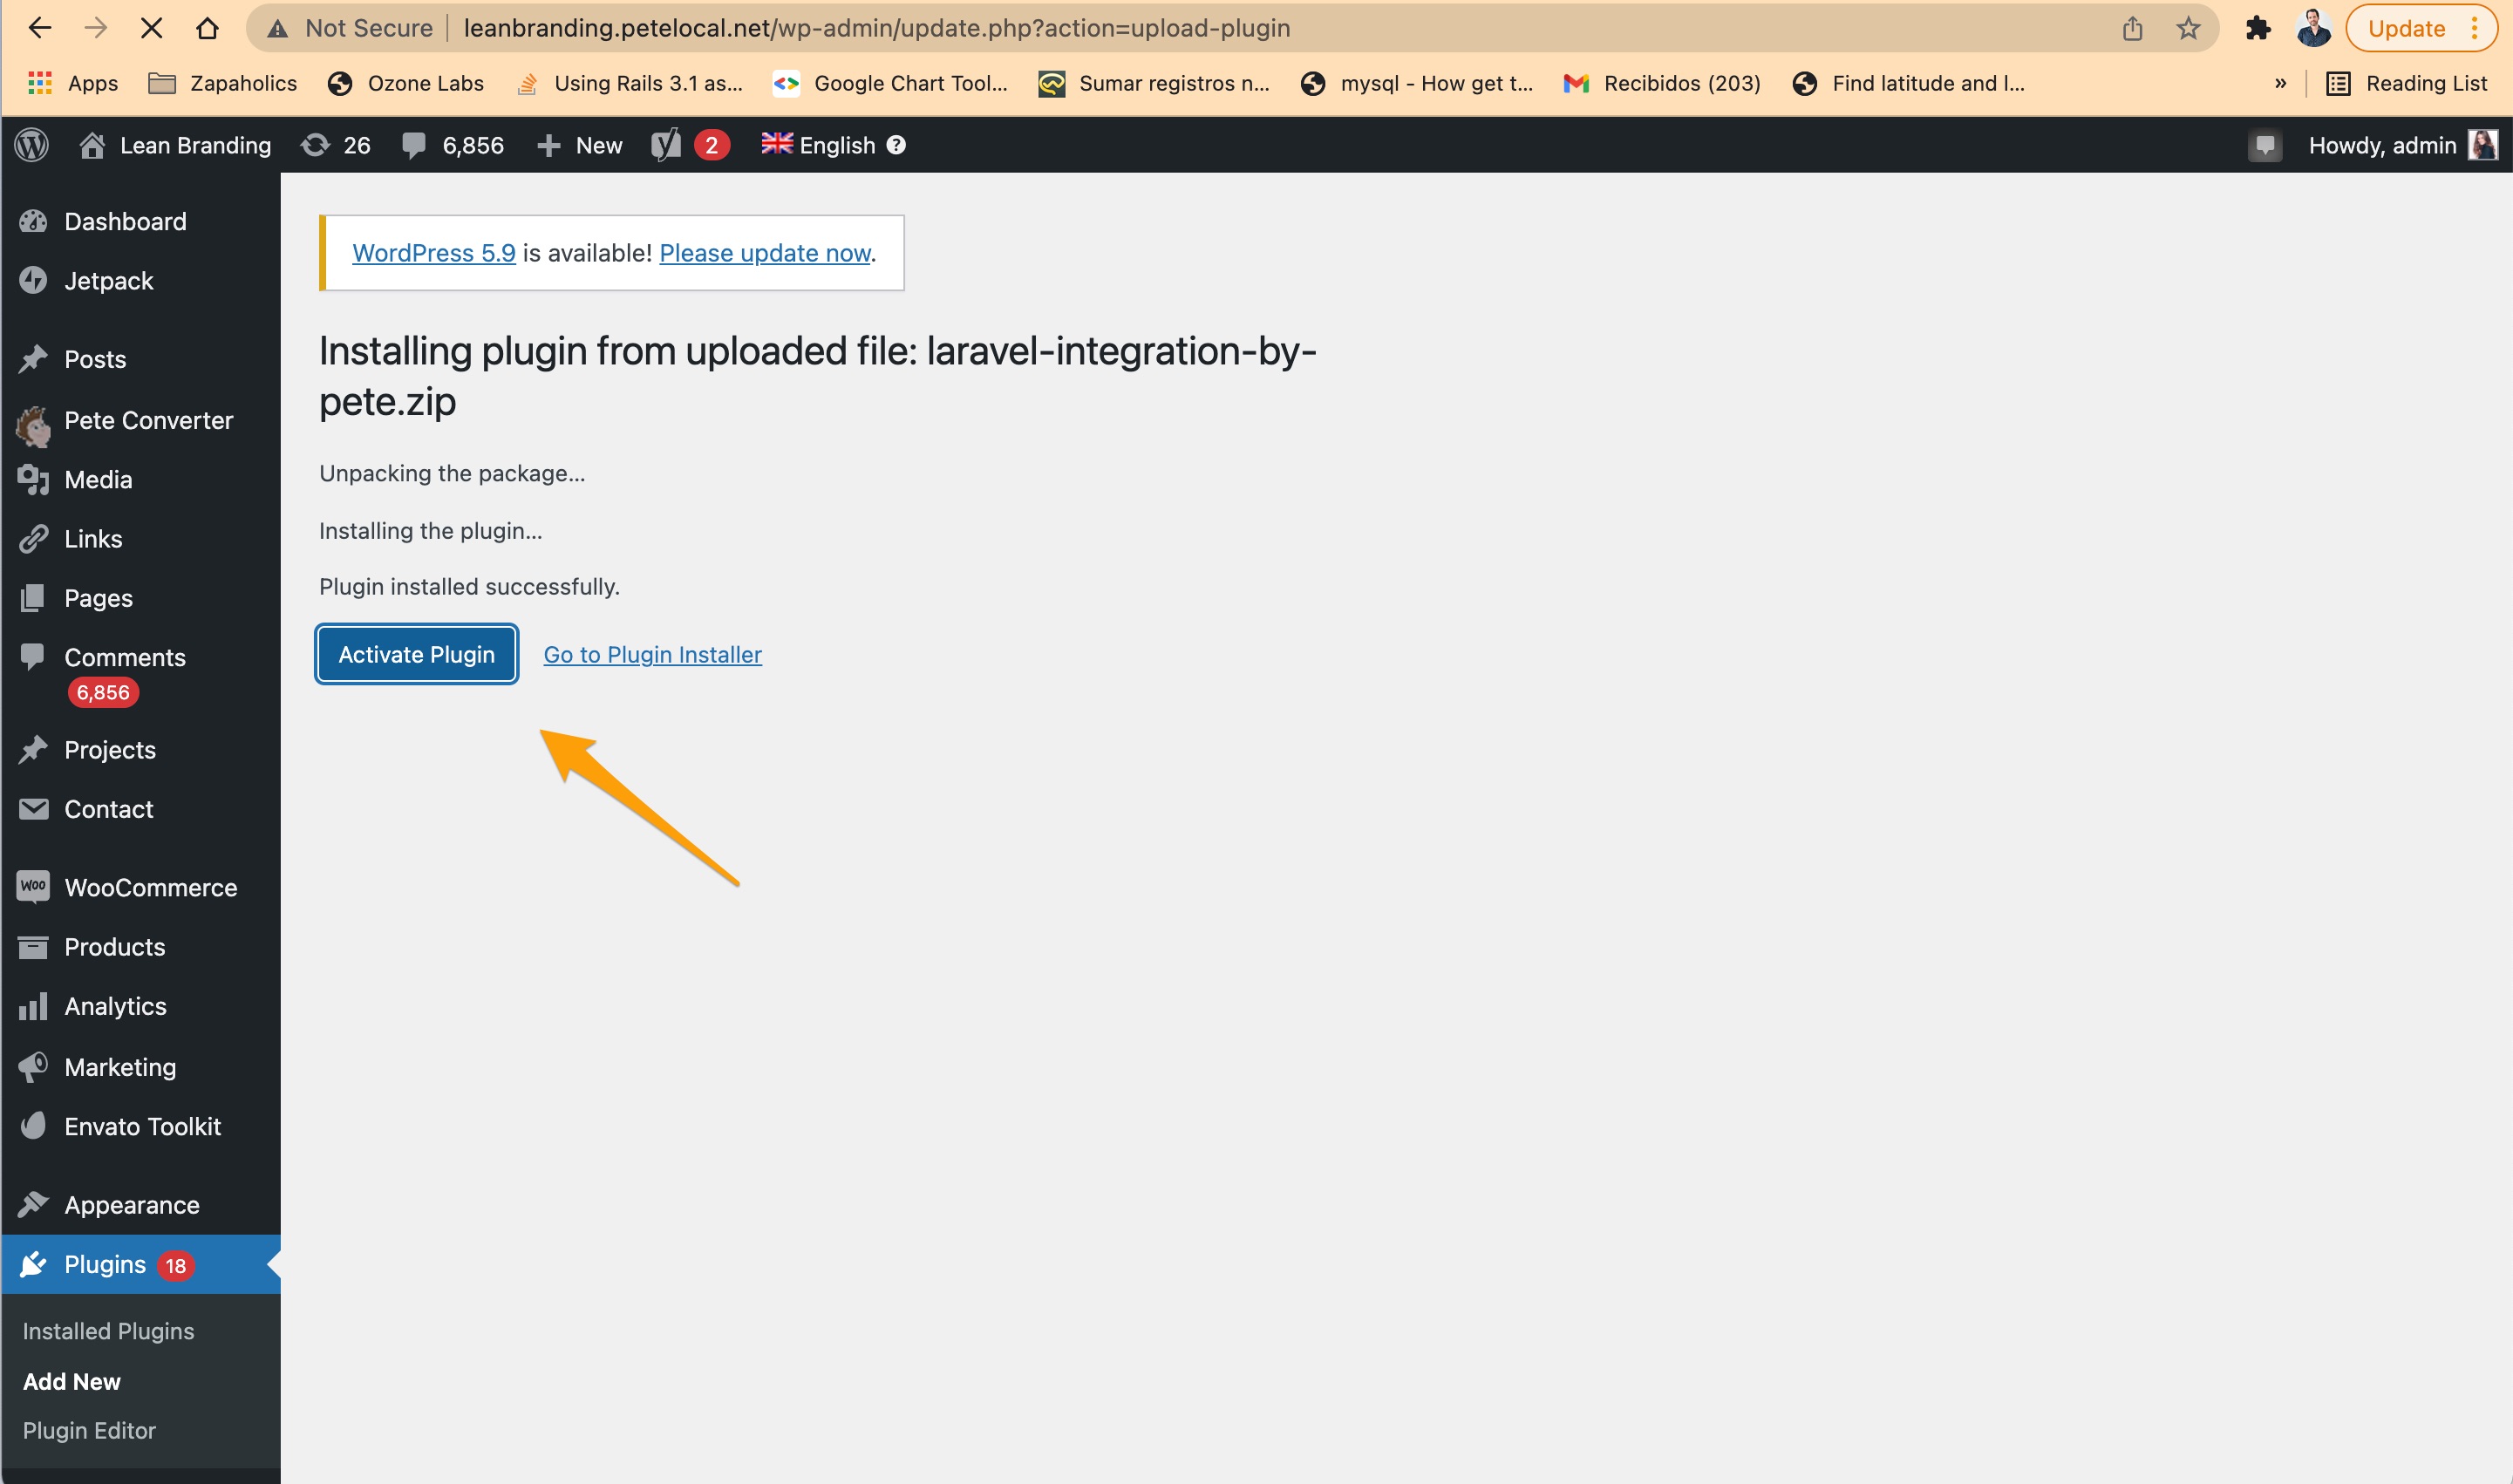 Not Secure leanbranding.petelocal.net/wp-admin/update.php?action=upload-plugin Update
Apps Zapaholics Ozone Labs Using Rails 3.1 as... Google Chart Tool... Sumar registros n... mysql - How get t... Recibidos (203) Find latitude and l... » Reading List
Lean Branding 26 6,856 + New 2 English ? Howdy, admin
Dashboard
Jetpack
Posts
Pete Converter
Media
Links
Pages
Comments
6,856
Projects
Contact
Woo WooCommerce
Products
Analytics
Marketing
Envato Toolkit
Appearance
Plugins 18
Installed Plugins
Add New
Plugin Editor
WordPress 5.9 is available! Please update now.
Installing plugin from uploaded file: laravel-integration-by-
pete.zip
Unpacking the package…
Installing the plugin…
Plugin installed successfully.
Activate Plugin Go to Plugin Installer